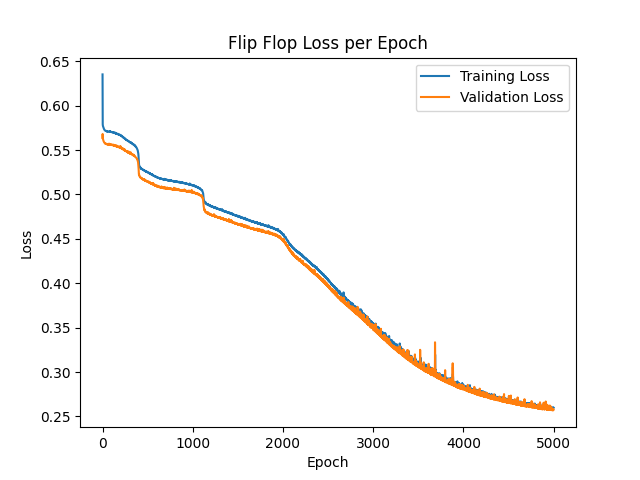 Flip Flop Loss per Epoch
Training Loss
Validation Loss
0.65
0.60
0.55
0.50
0.45
0.40
0.35
0.30
0.25
Loss
0 1000 2000 3000 4000 5000
Epoch